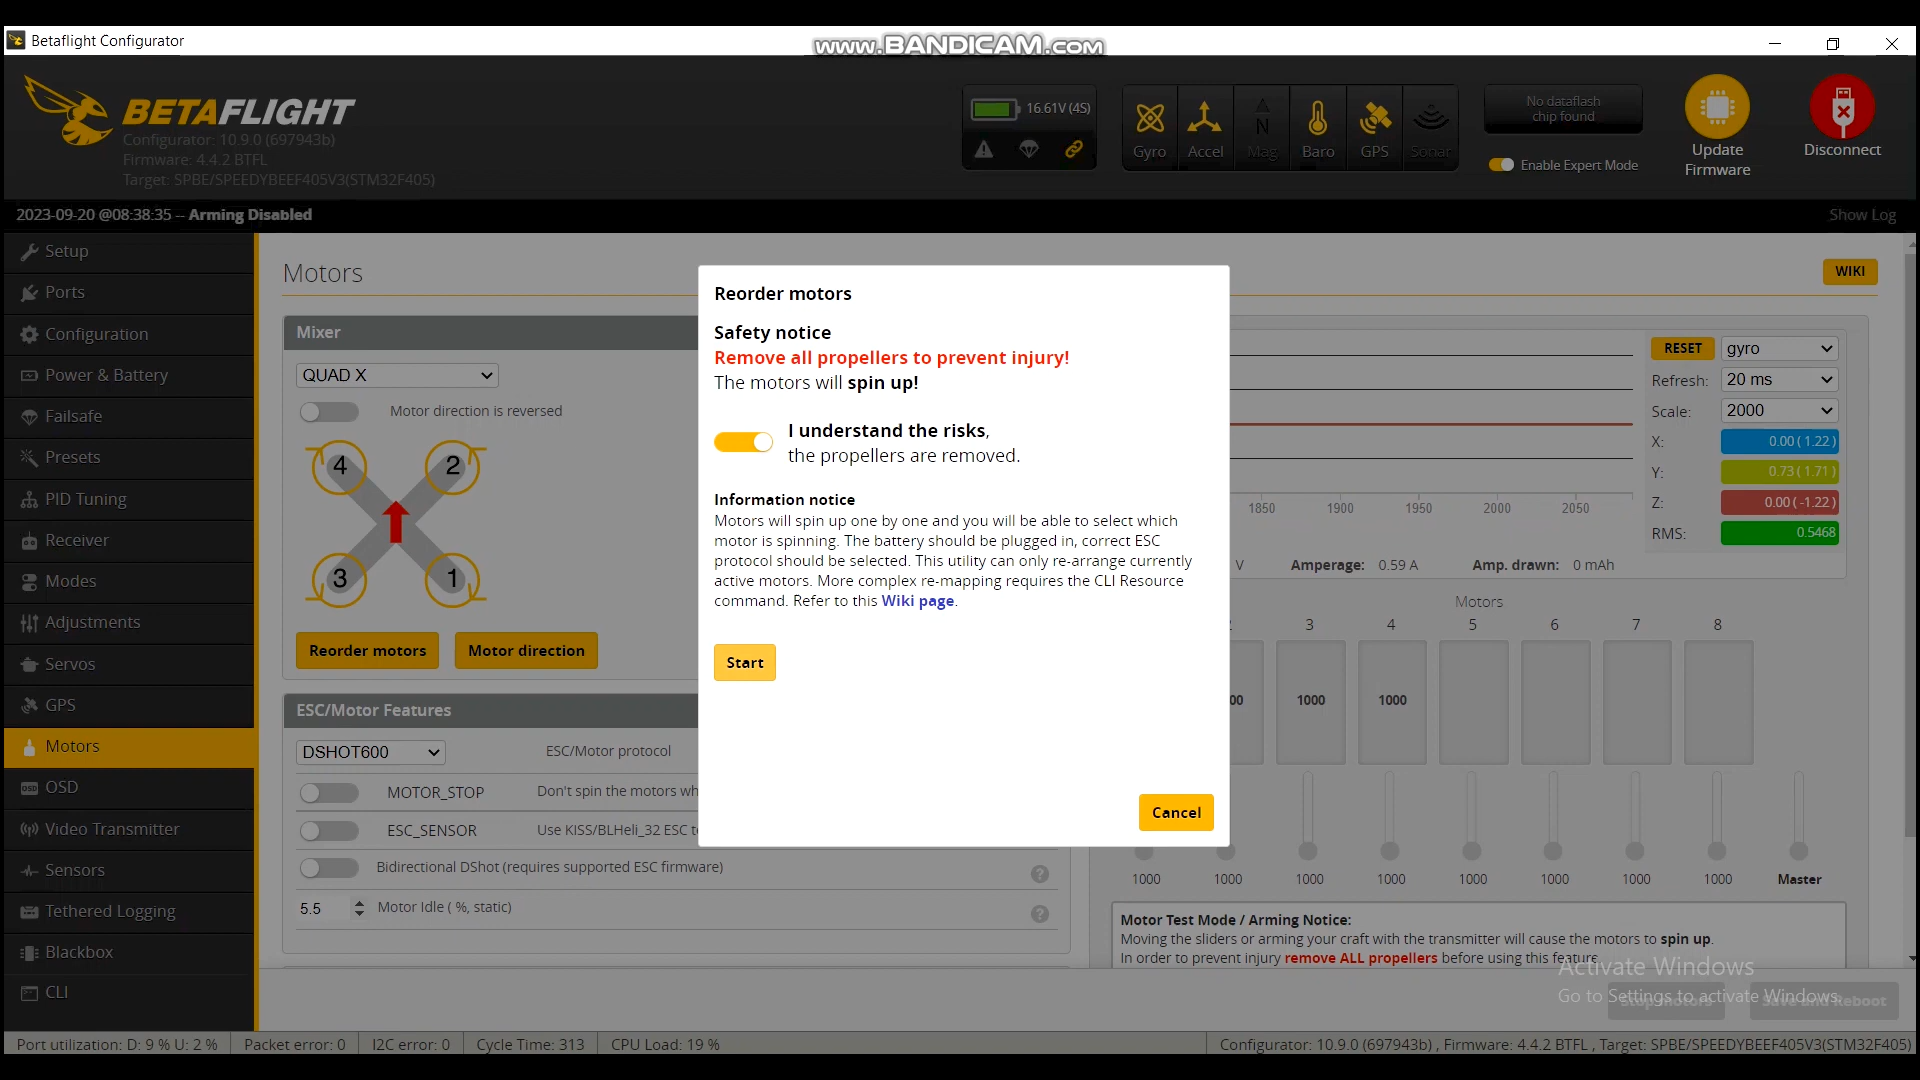 Betaflight Configurator
www.BANDICAM.com
BETAFLIGHT
Configurator: 10.9.0 (697943b)
Firmware: 4.4.2 BTFL
Target: SPBE/SPEEDYBEEF405V3(STM32F405)
16.61V (4S)
Gyro
Accel
Mag
Baro
GPS
Sonar
No dataflash
chip found
Enable Expert Mode
Update
Firmware
Disconnect
2023-09-20 @08:38:35 -- Arming Disabled
Show Log
Setup
Ports
Configuration
Power & Battery
Failsafe
Presets
PID Tuning
Receiver
Modes
Adjustments
Servos
GPS
Motors
OSD
Video Transmitter
Sensors
Tethered Logging
Blackbox
CLI
Motors
WIKI
Mixer
QUAD X
Motor direction is reversed
4
2
3
1
Reorder motors
Motor direction
ESC/Motor Features
DSHOT600
ESC/Motor protocol
MOTOR_STOP
Don't spin the motors wh
ESC_SENSOR
Use KISS/BLHeli_32 ESC t
Bidirectional DShot (requires supported ESC firmware)
5.5
Motor Idle ( %, static)
Reorder motors
Safety notice
Remove all propellers to prevent injury!
The motors will spin up!
I understand the risks,
the propellers are removed.
Information notice
Motors will spin up one by one and you will be able to select which
motor is spinning. The battery should be plugged in, correct ESC
protocol should be selected. This utility can only re-arrange currently
active motors. More complex re-mapping requires the CLI Resource
command. Refer to this Wiki page.
Start
Cancel
RESET
gyro
Refresh:
20 ms
Scale:
2000
X:
0.00 ( 1.22 )
Y:
0.73 ( 1.71 )
Z:
0.00 ( -1.22 )
RMS:
0.5468
1850
1900
1950
2000
2050
V
Amperage: 0.59 A
Amp. drawn: 0 mAh
Motors
3
4
5
6
7
8
00
1000
1000
1000
1000
1000
1000
1000
1000
1000
1000
Master
Motor Test Mode / Arming Notice:
Moving the sliders or arming your craft with the transmitter will cause the motors to spin up.
In order to prevent injury remove ALL propellers before using this feature
Activate Windows
Go to Settings to activate Windows.
Stop motors
Save and Reboot
Port utilization: D: 9 % U: 2 %
Packet error: 0
I2C error: 0
Cycle Time: 313
CPU Load: 19 %
Configurator: 10.9.0 (697943b) , Firmware: 4.4.2 BTFL , Target: SPBE/SPEEDYBEEF405V3(STM32F405)